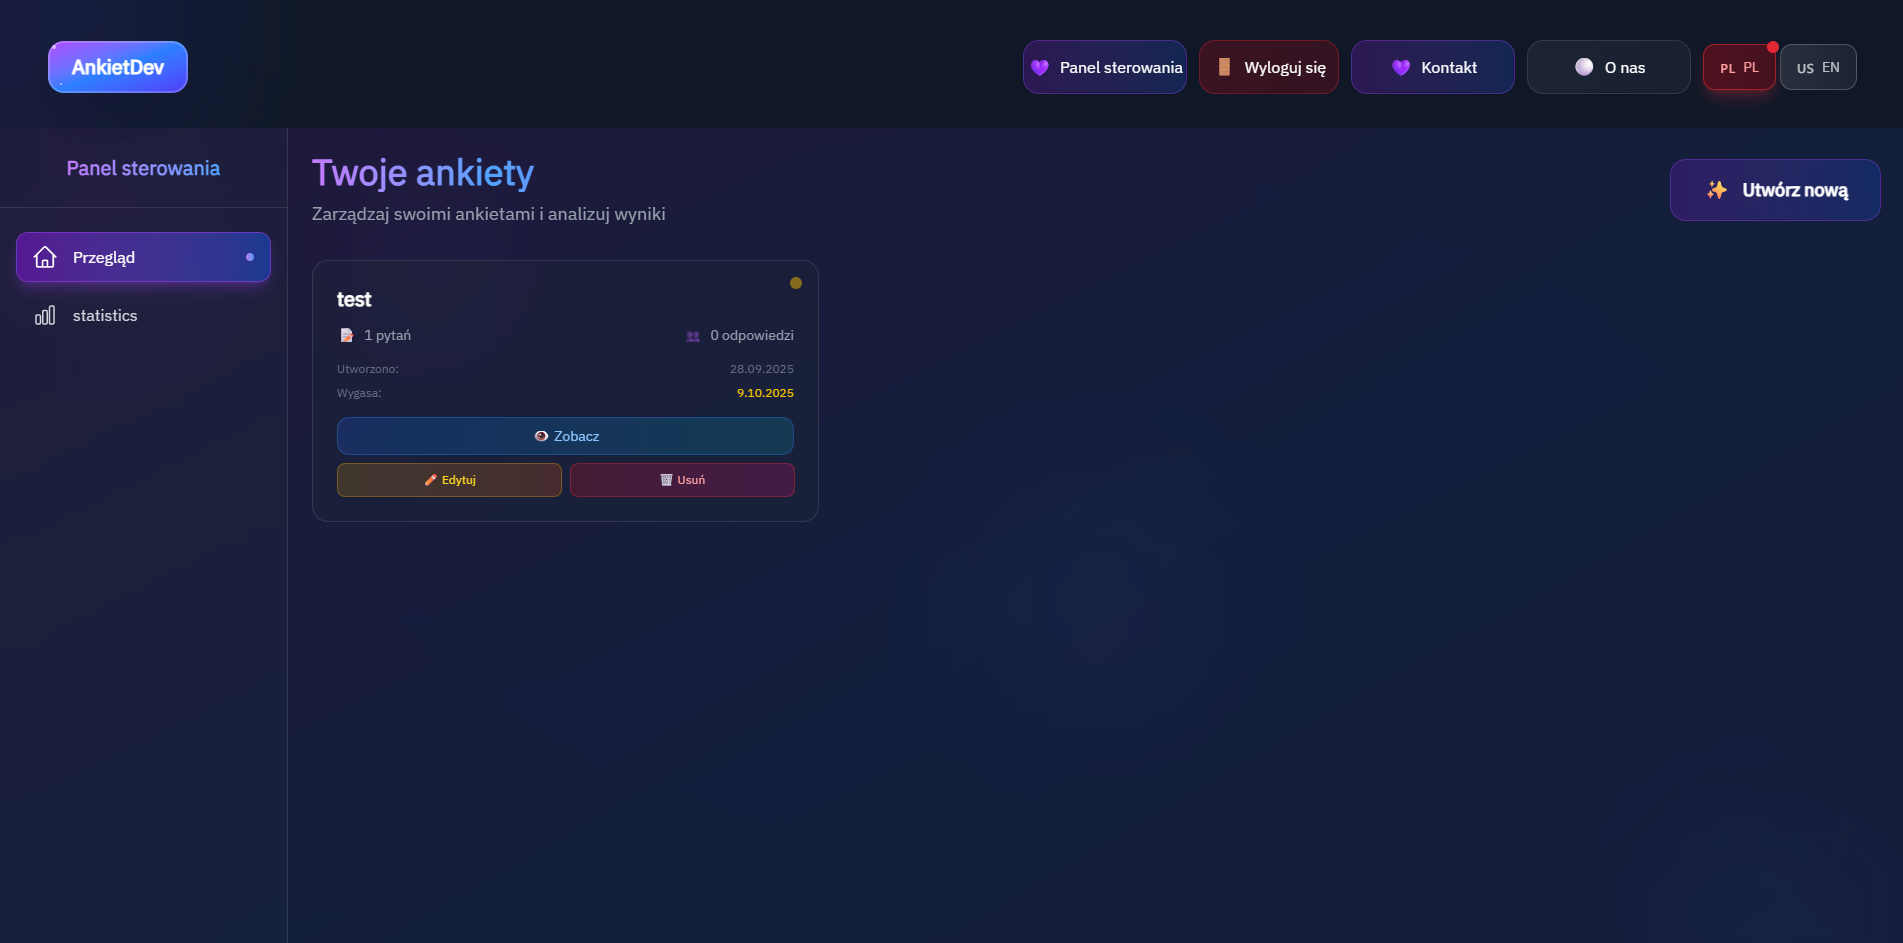 AnkietDev
Panel sterowania
Wyloguj się
Kontakt
O nas
PL PL
US EN
Panel sterowania
Przegląd
statistics
Twoje ankiety
Zarządzaj swoimi ankietami i analizuj wyniki
Utwórz nową
test
1 pytań
0 odpowiedzi
Utworzono: 28.09.2025
Wygasa: 9.10.2025
Zobacz
Edytuj
Usuń